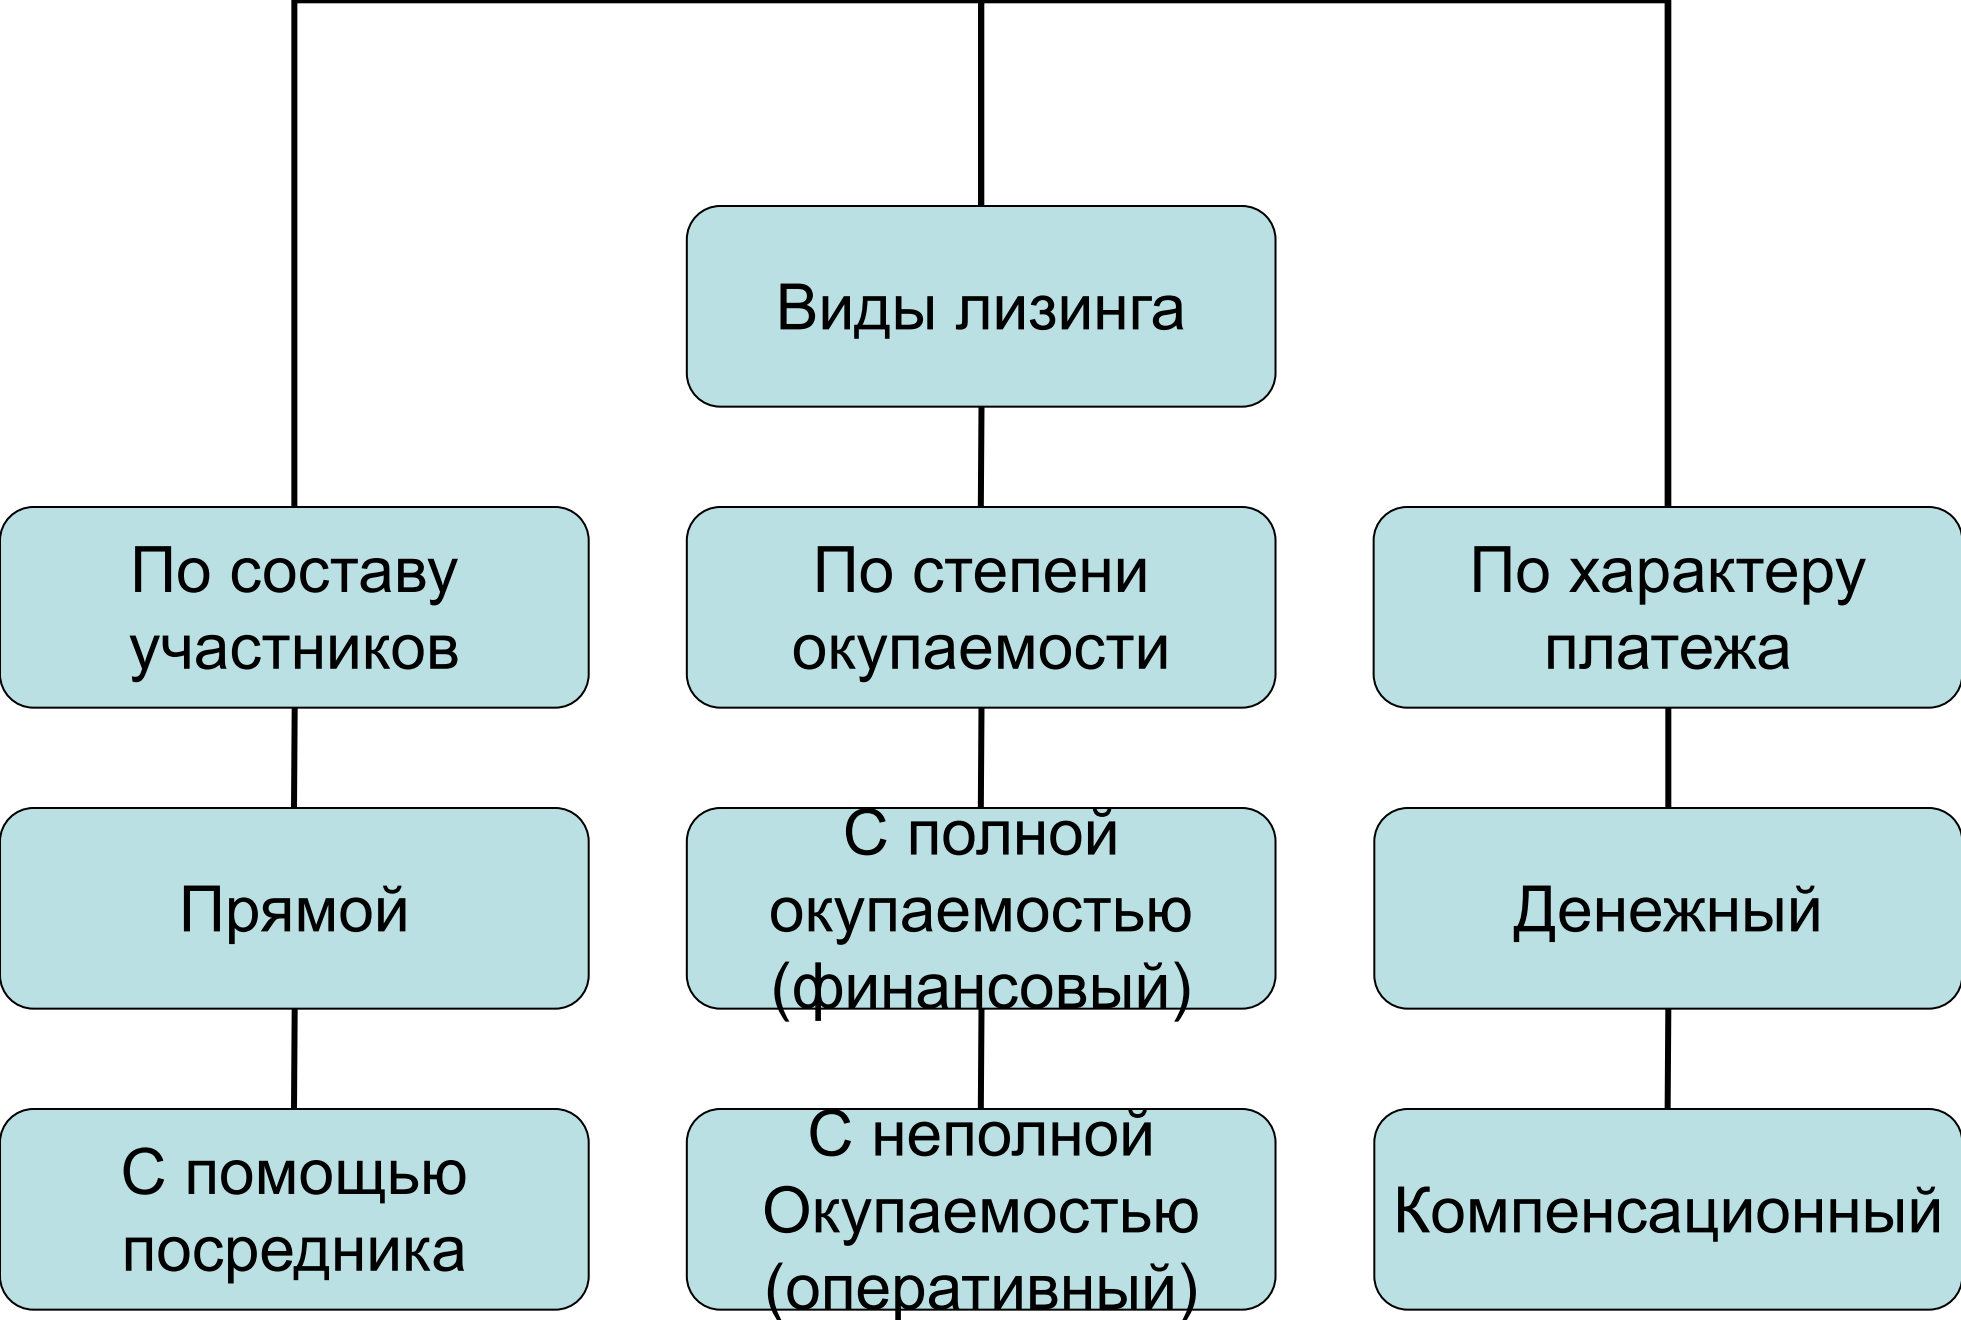 Виды лизинга
По составу
участников
По степени
окупаемости
По характеру
платежа
Прямой
С полной
окупаемостью
(финансовый)
Денежный
С помощью
посредника
С неполной
Окупаемостью
(оперативный)
Компенсационный